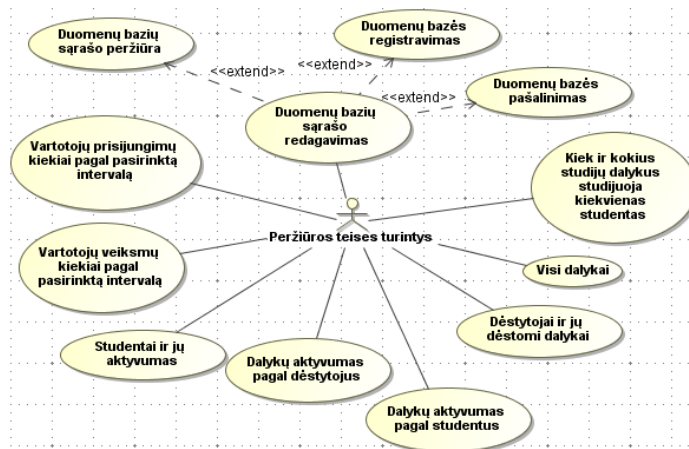 Duomenų bazių
sąrašo peržiūra
Duomenų bazės
registravimas
<<extend>>
<<extend>>
<<extend>>
Duomenų bazės
pašalinimas
Duomenų bazių
sąrašo
redagavimas
Vartotojų prisijungimų
kiekiai pagal pasirinktą
intervalą
Kiek ir kokius
studijų dalykus
studijuoja
kiekvienas
studentas
Peržiūros teises turintys
Vartotojų veiksmų
kiekiai pagal
pasirinktą intervalą
Visi dalykai
Dėstytojai ir jų
dėstomi dalykai
Studentai ir jų
aktyvumas
Dalykų aktyvumas
pagal dėstytojus
Dalykų aktyvumas
pagal studentus